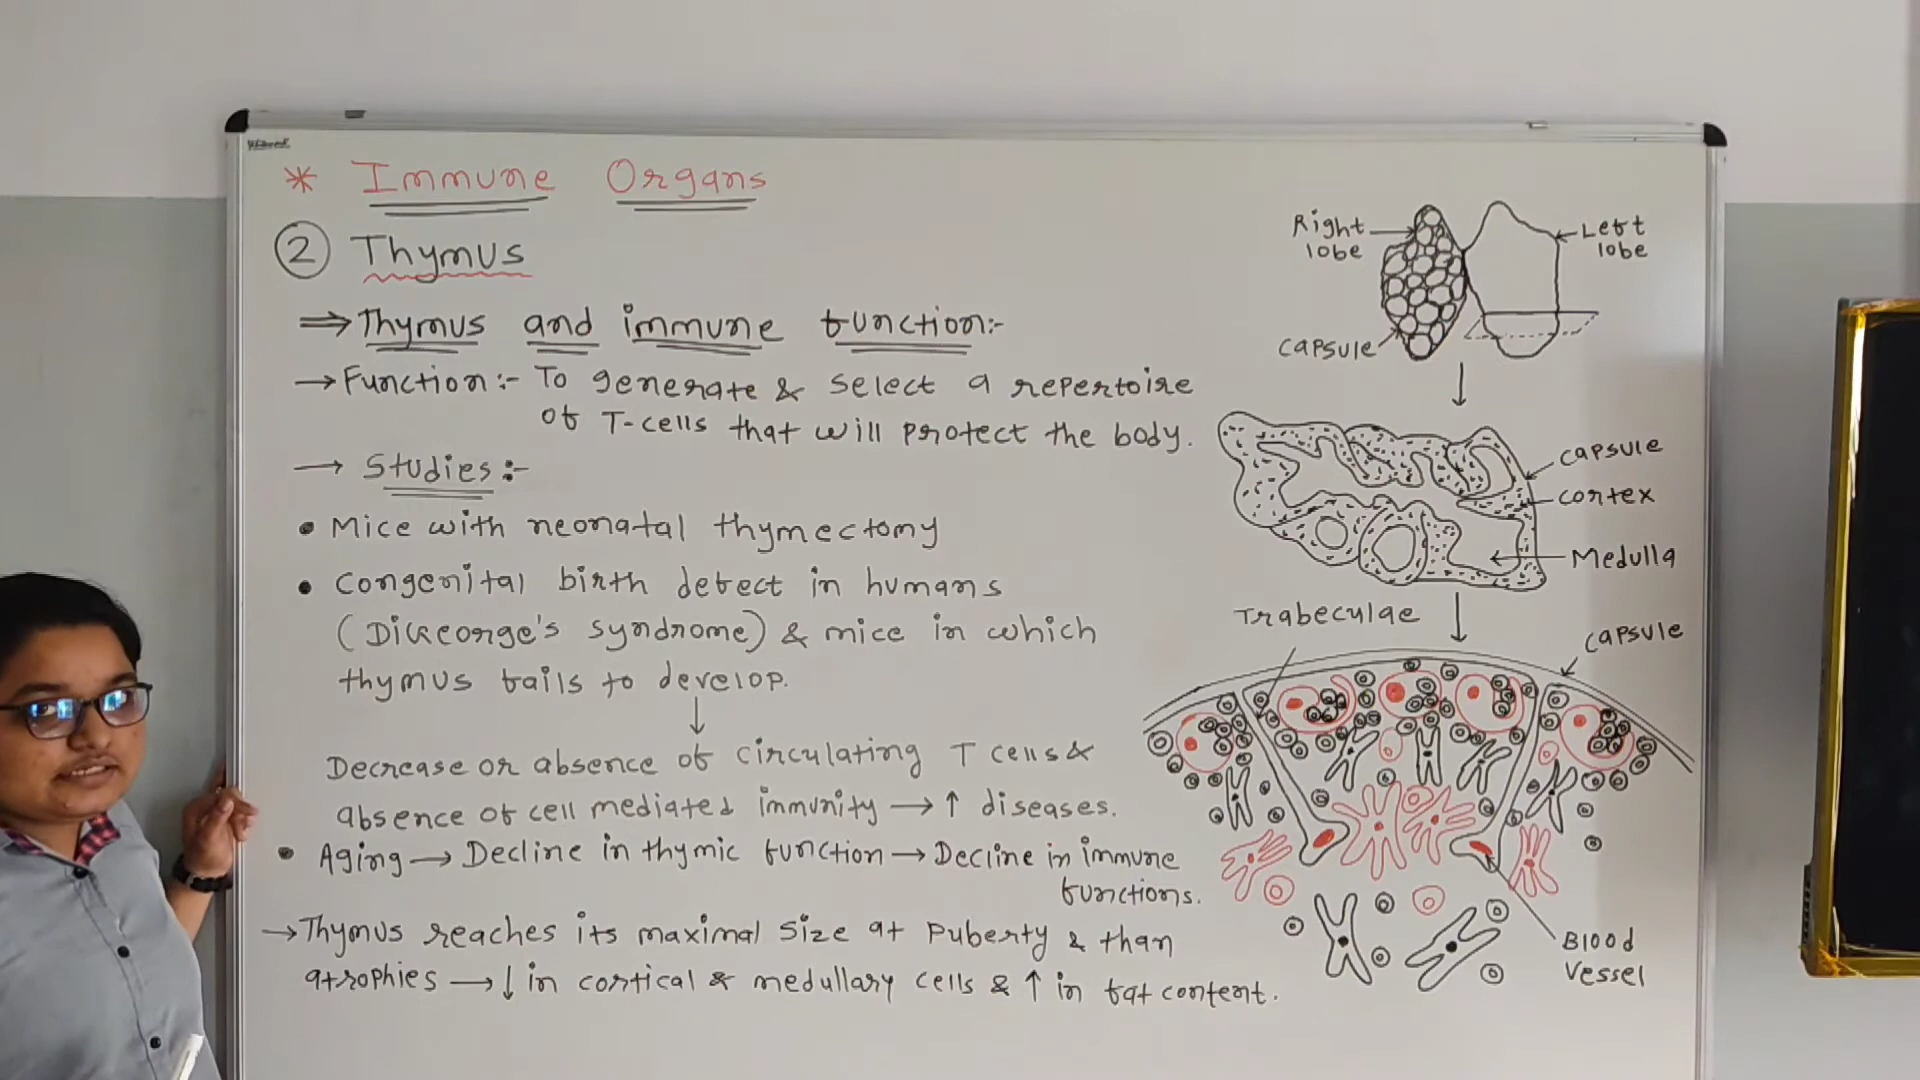 * Immune Organs
② Thymus
⇒ Thymus and immune function:-
→ Function:- To generate & select a repertoire
of T-cells that will protect the body.
→ Studies:-
• Mice with neonatal thymectomy
• Congenital birth defect in humans
(DiGeorge's syndrome) & mice in which
thymus fails to develop.
↓
Decrease or absence of circulating T cells &
absence of cell mediated immunity → ↑ diseases.
• Aging → Decline in thymic function → Decline in immune
functions.
→ Thymus reaches its maximal size at puberty & than
atrophies → ↓ in cortical & medullary cells & ↑ in fat content.
Right
lobe
Left
lobe
capsule
capsule
cortex
Medulla
Trabeculae
capsule
Blood
vessel